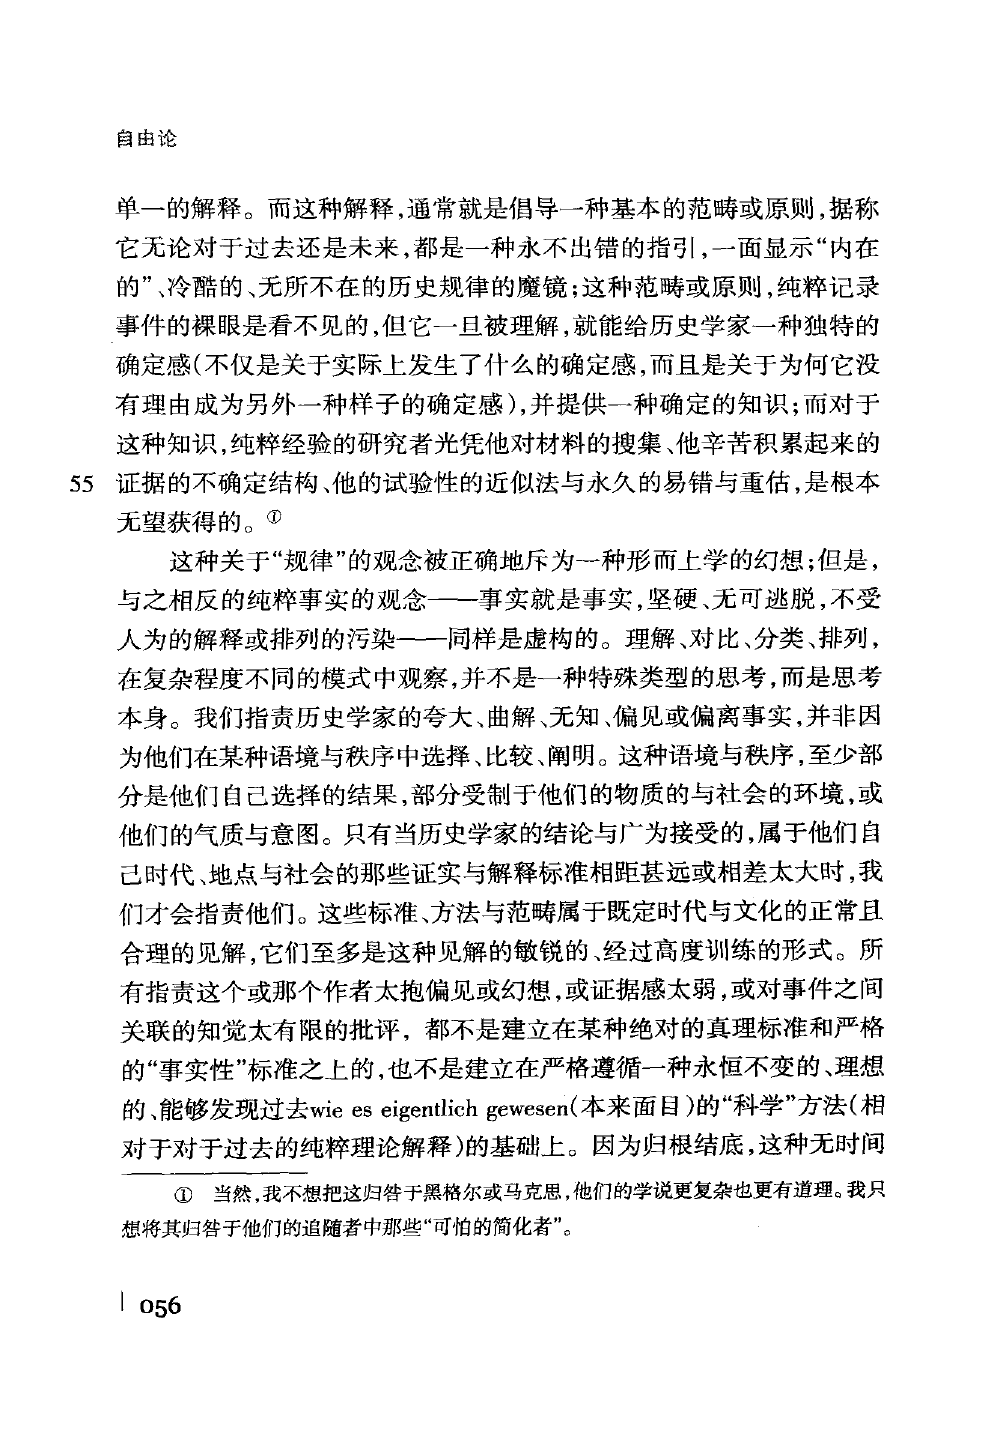 自由论
单一的解释。而这种解释,通常就是倡导一种基本的范畴或原则,据称
它无论对于过去还是未来,都是一种永不出错的指引,一面显示“内在
的”、冷酷的、无所不在的历史规律的魔镜;这种范畴或原则,纯粹记录
事件的裸眼是看不见的,但它一旦被理解,就能给历史学家一种独特的
确定感(不仅是关于实际上发生了什么的确定感,而且是关于为何它没
有理由成为另外一种样子的确定感),并提供一种确定的知识;而对于
这种知识,纯粹经验的研究者光凭他对材料的搜集、他辛苦积累起来的
55 证据的不确定结构、他的试验性的近似法与永久的易错与重估,是根本
无望获得的。①
这种关于“规律”的观念被正确地斥为一种形而上学的幻想;但是,
与之相反的纯粹事实的观念——事实就是事实,坚硬、无可逃脱,不受
人为的解释或排列的污染——同样是虚构的。理解、对比、分类、排列,
在复杂程度不同的模式中观察,并不是一种特殊类型的思考,而是思考
本身。我们指责历史学家的夸大、曲解、无知、偏见或偏离事实,并非因
为他们在某种语境与秩序中选择、比较、阐明。这种语境与秩序,至少部
分是他们自己选择的结果,部分受制于他们的物质的与社会的环境,或
他们的气质与意图。只有当历史学家的结论与广为接受的,属于他们自
己时代、地点与社会的那些证实与解释标准相距甚远或相差太大时,我
们才会指责他们。这些标准、方法与范畴属于既定时代与文化的正常且
合理的见解,它们至多是这种见解的敏锐的、经过高度训练的形式。所
有指责这个或那个作者太抱偏见或幻想,或证据感太弱,或对事件之间
关联的知觉太有限的批评,都不是建立在某种绝对的真理标准和严格
的“事实性”标准之上的,也不是建立在严格遵循一种永恒不变的、理想
的、能够发现过去wie es eigentlich gewesen(本来面目)的“科学”方法(相
对于对于过去的纯粹理论解释)的基础上。因为归根结底,这种无时间
① 当然,我不想把这归咎于黑格尔或马克思,他们的学说更复杂也更有道理。我只
想将其归咎于他们的追随者中那些“可怕的简化者”。
056